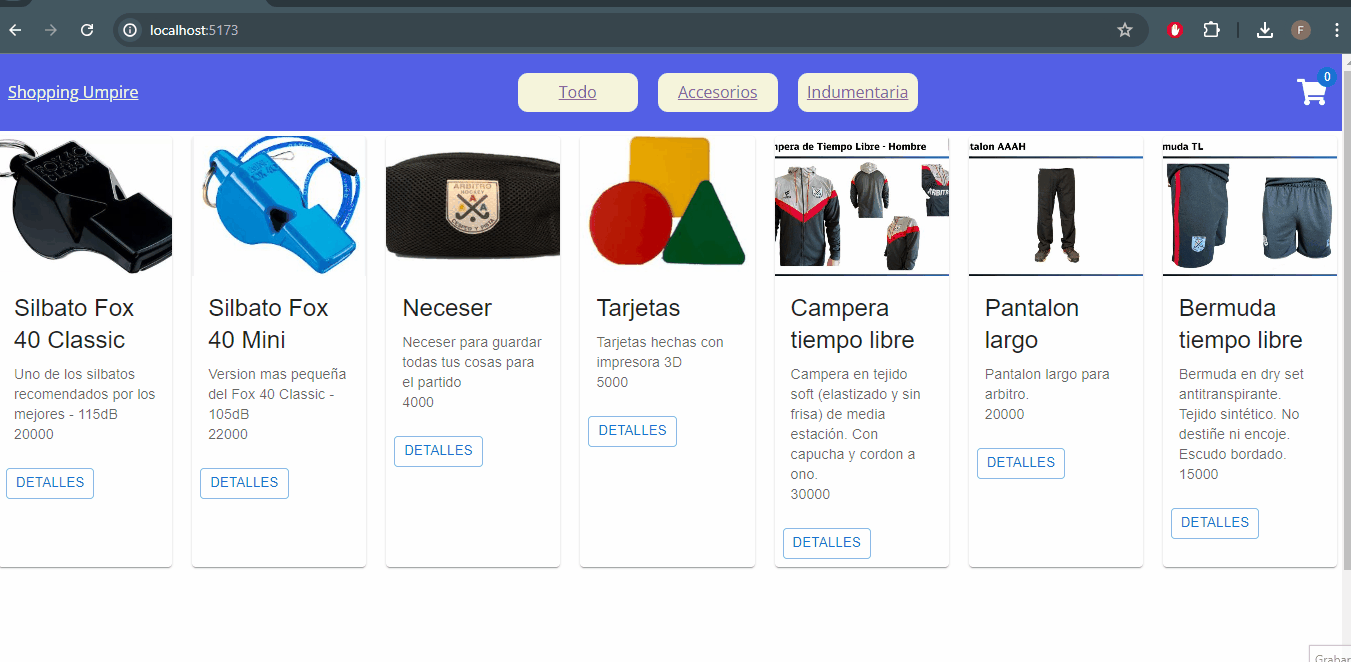 localhost:5173
F
Shopping Umpire
Todo
Accesorios
Indumentaria
0
Silbato Fox
40 Classic
Uno de los silbatos
recomendados por los
mejores - 115dB
20000
DETALLES
Silbato Fox
40 Mini
Version mas pequeña
del Fox 40 Classic -
105dB
22000
DETALLES
ARBITRO
HOCKEY
Neceser
Neceser para guardar
todas tus cosas para
el partido
4000
DETALLES
Tarjetas
Tarjetas hechas con
impresora 3D
5000
DETALLES
mpera de Tiempo Libre - Hombre
Campera
tiempo libre
Campera en tejido
soft (elastizado y sin
frisa) de media
estación. Con
capucha y cordon a
ono.
30000
DETALLES
talon AAAH
Pantalon
largo
Pantalon largo para
arbitro.
20000
DETALLES
muda TL
Bermuda
tiempo libre
Bermuda en dry set
antitranspirante.
Tejido sintético. No
destiñe ni encoje.
Escudo bordado.
15000
DETALLES
Grabar